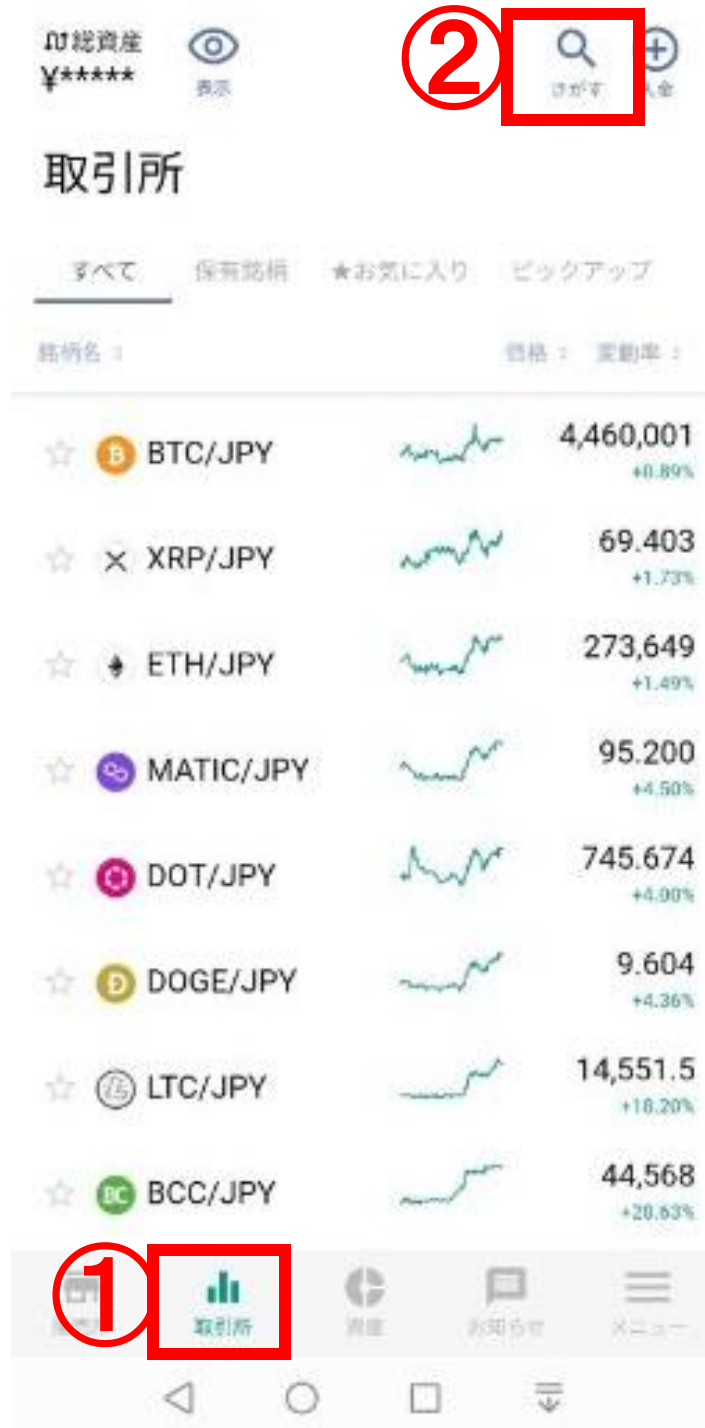 総資産
¥*****
表示
②
さがす
入金
取引所
すべて 保有銘柄 ★お気に入り ピックアップ
銘柄名 価格 変動率
BTC/JPY 4,460,001
+0.89%
XRP/JPY 69.403
+1.73%
ETH/JPY 273,649
+1.49%
MATIC/JPY 95.200
+4.50%
DOT/JPY 745.674
+4.00%
DOGE/JPY 9.604
+4.36%
LTC/JPY 14,551.5
+18.20%
BC BCC/JPY 44,568
+28.63%
①
取引所 資産 お知らせ メニュー